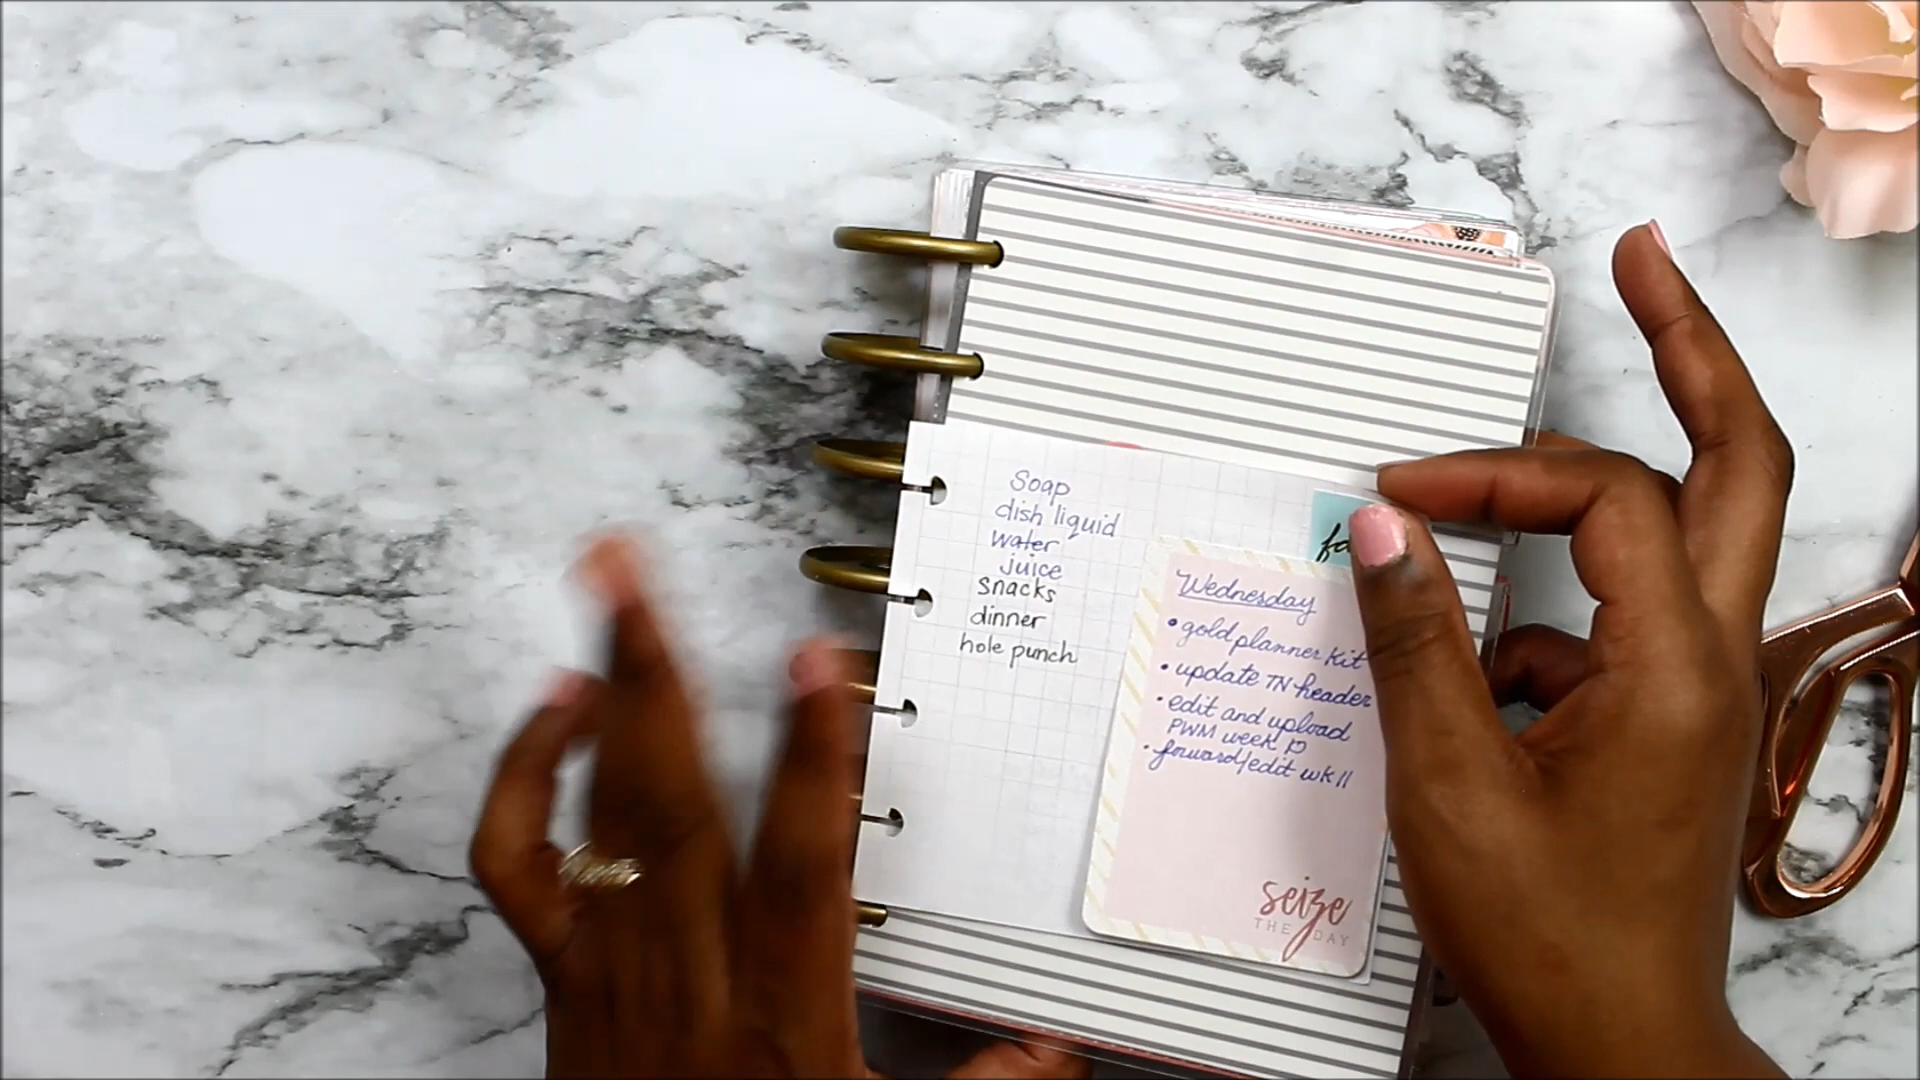 Soap
dish liquid
water
juice
snacks
dinner
hole punch
Wednesday
• gold planner kit
• update TN header
• edit and upload
PWM week 10
• forward/edit wk 11
seize
THE DAY